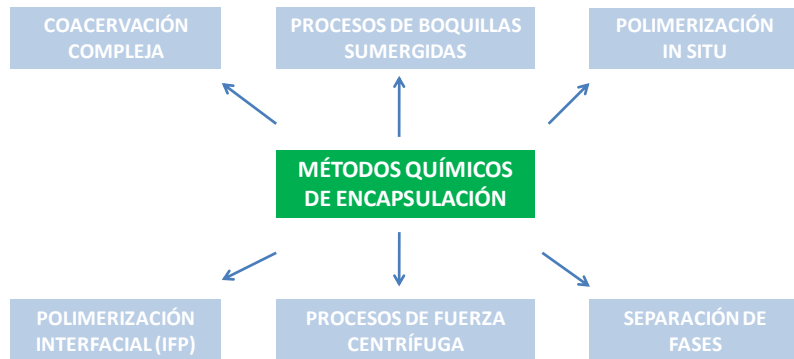 COACERVACIÓN
COMPLEJA
PROCESOS DE BOQUILLAS
SUMERGIDAS
POLIMERIZACIÓN
IN SITU
MÉTODOS QUÍMICOS
DE ENCAPSULACIÓN
POLIMERIZACIÓN
INTERFACIAL (IFP)
PROCESOS DE FUERZA
CENTRÍFUGA
SEPARACIÓN DE
FASES